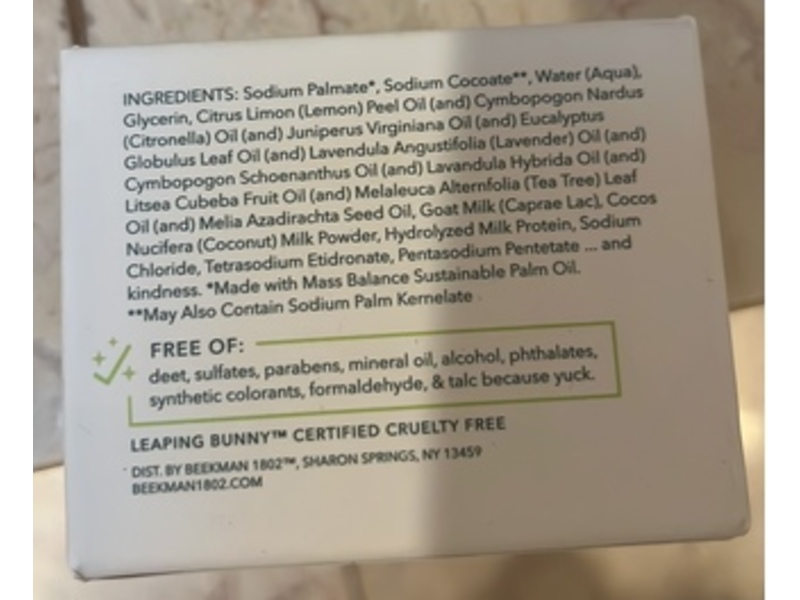 INGREDIENTS: Sodium Palmate*, Sodium Cocoate**, Water (Aqua),
Glycerin, Citrus Limon (Lemon) Peel Oil (and) Cymbopogon Nardus
(Citronella) Oil (and) Juniperus Virginiana Oil (and) Eucalyptus
Globulus Leaf Oil (and) Lavendula Angustifolia (Lavender) Oil (and)
Cymbopogon Schoenanthus Oil (and) Lavandula Hybrida Oil (and)
Litsea Cubeba Fruit Oil (and) Melaleuca Alternfolia (Tea Tree) Leaf
Oil (and) Melia Azadirachta Seed Oil, Goat Milk (Caprae Lac), Cocos
Nucifera (Coconut) Milk Powder, Hydrolyzed Milk Protein, Sodium
Chloride, Tetrasodium Etidronate, Pentasodium Pentetate ... and
kindness. *Made with Mass Balance Sustainable Palm Oil.
**May Also Contain Sodium Palm Kernelate
FREE OF:
deet, sulfates, parabens, mineral oil, alcohol, phthalates,
synthetic colorants, formaldehyde, & talc because yuck.
LEAPING BUNNY™ CERTIFIED CRUELTY FREE
DIST. BY BEEKMAN 1802™, SHARON SPRINGS, NY 13459
BEEKMAN1802.COM